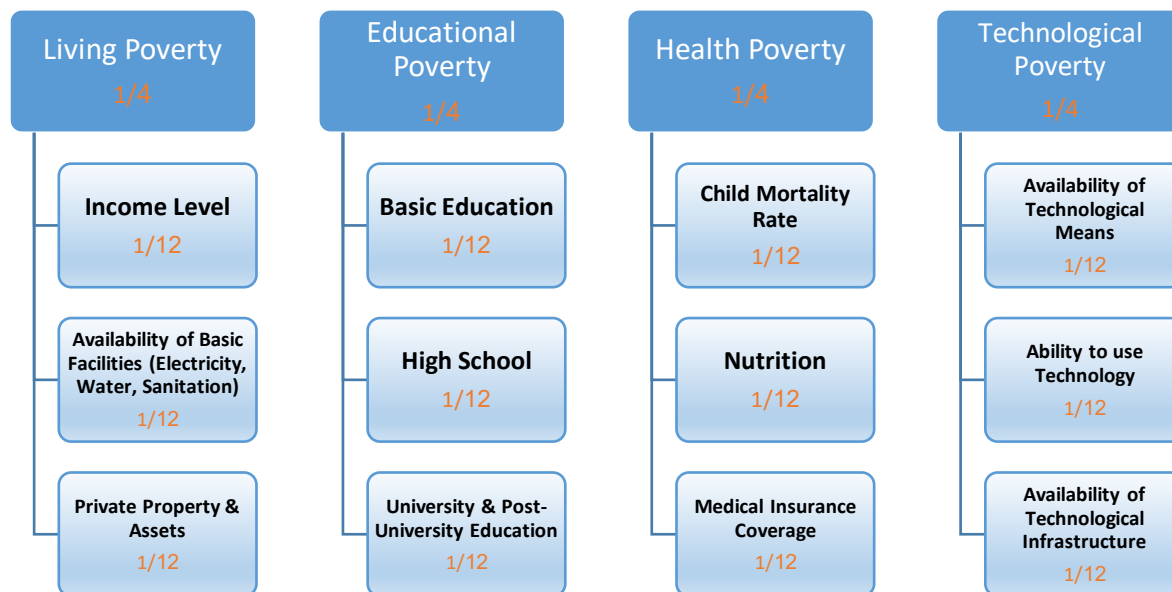 Living Poverty
1/4
Income Level
1/12
Availability of Basic
Facilities (Electricity,
Water, Sanitation)
1/12
Private Property &
Assets
1/12
Educational
Poverty
1/4
Basic Education
1/12
High School
1/12
University & Post-
University Education
1/12
Health Poverty
1/4
Child Mortality
Rate
1/12
Nutrition
1/12
Medical Insurance
Coverage
1/12
Technological
Poverty
1/4
Availability of
Technological
Means
1/12
Ability to use
Technology
1/12
Availability of
Technological
Infrastructure
1/12